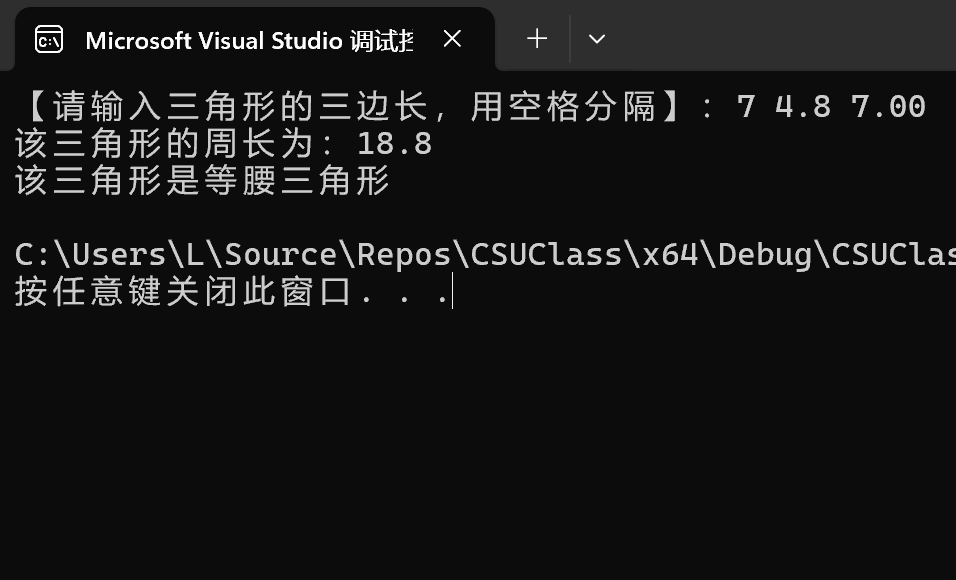 Microsoft Visual Studio 调试
【请输入三角形的三边长，用空格分隔】: 7 4.8 7.00
该三角形的周长为: 18.8
该三角形是等腰三角形
C:\Users\L\Source\Repos\CSUClass\x64\Debug\CSUClas
按任意键关闭此窗口. . .